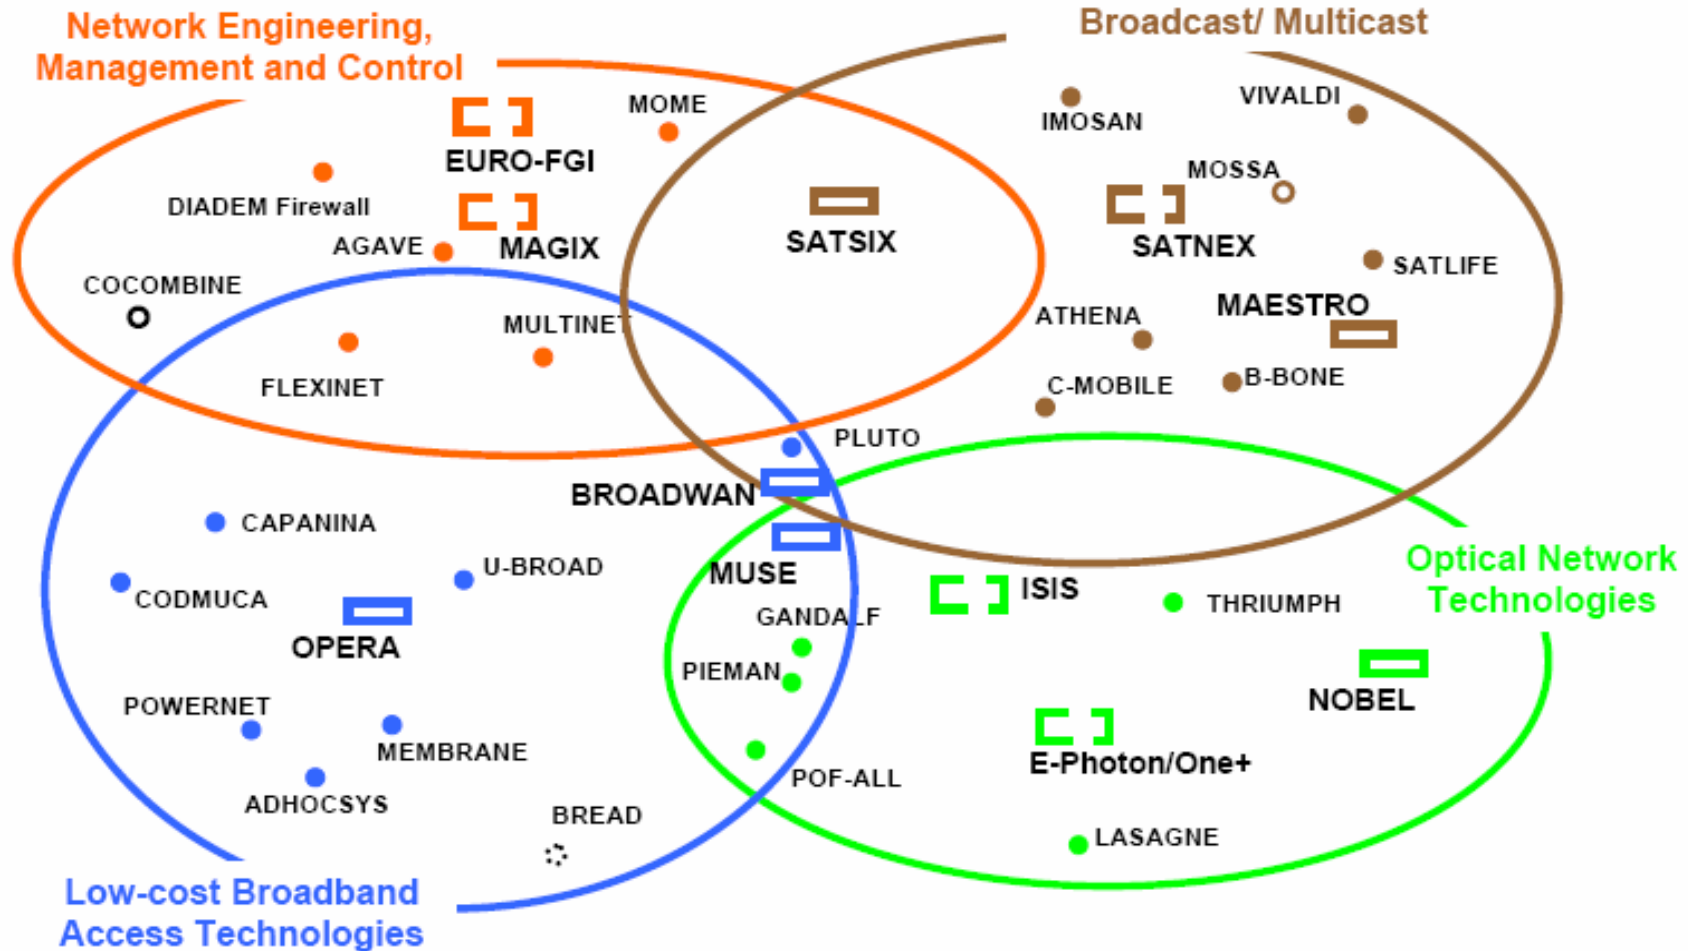 Network Engineering,
Management and Control
Broadcast/ Multicast
EURO-FGI
MOME
DIADEM Firewall
MAGIX
AGAVE
COCOMBINE
MULTINET
FLEXINET
SATSIX
IMOSAN
VIVALDI
MOSSA
SATNEX
SATLIFE
MAESTRO
ATHENA
B-BONE
C-MOBILE
PLUTO
BROADWAN
MUSE
CAPANINA
U-BROAD
CODMUCA
OPERA
POWERNET
MEMBRANE
ADHOCSYS
BREAD
GANDALF
PIEMAN
POF-ALL
ISIS
THRIUMPH
Optical Network
Technologies
NOBEL
E-Photon/One+
LASAGNE
Low-cost Broadband
Access Technologies